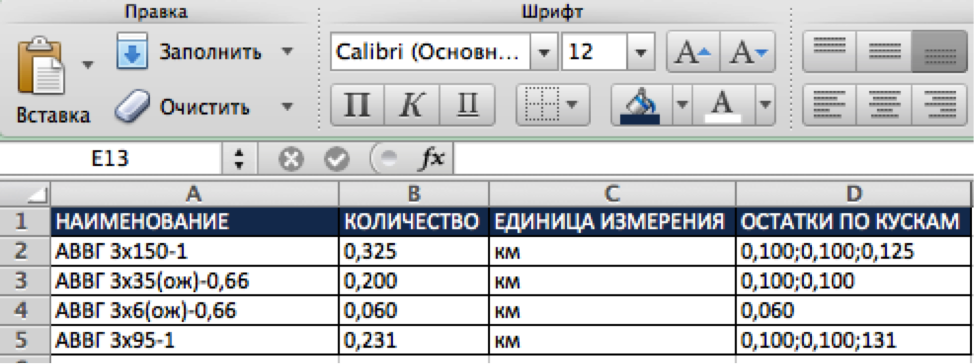 Правка Шрифт
Заполнить Calibri (Основн... 12 A A
Вставка Очистить П К П А
E13 fx
A B C D
1 НАИМЕНОВАНИЕ КОЛИЧЕСТВО ЕДИНИЦА ИЗМЕРЕНИЯ ОСТАТКИ ПО КУСКАМ
2 АВВГ 3х150-1 0,325 км 0,100;0,100;0,125
3 АВВГ 3х35(ож)-0,66 0,200 км 0,100;0,100
4 АВВГ 3х6(ож)-0,66 0,060 км 0,060
5 АВВГ 3х95-1 0,231 км 0,100;0,100;131